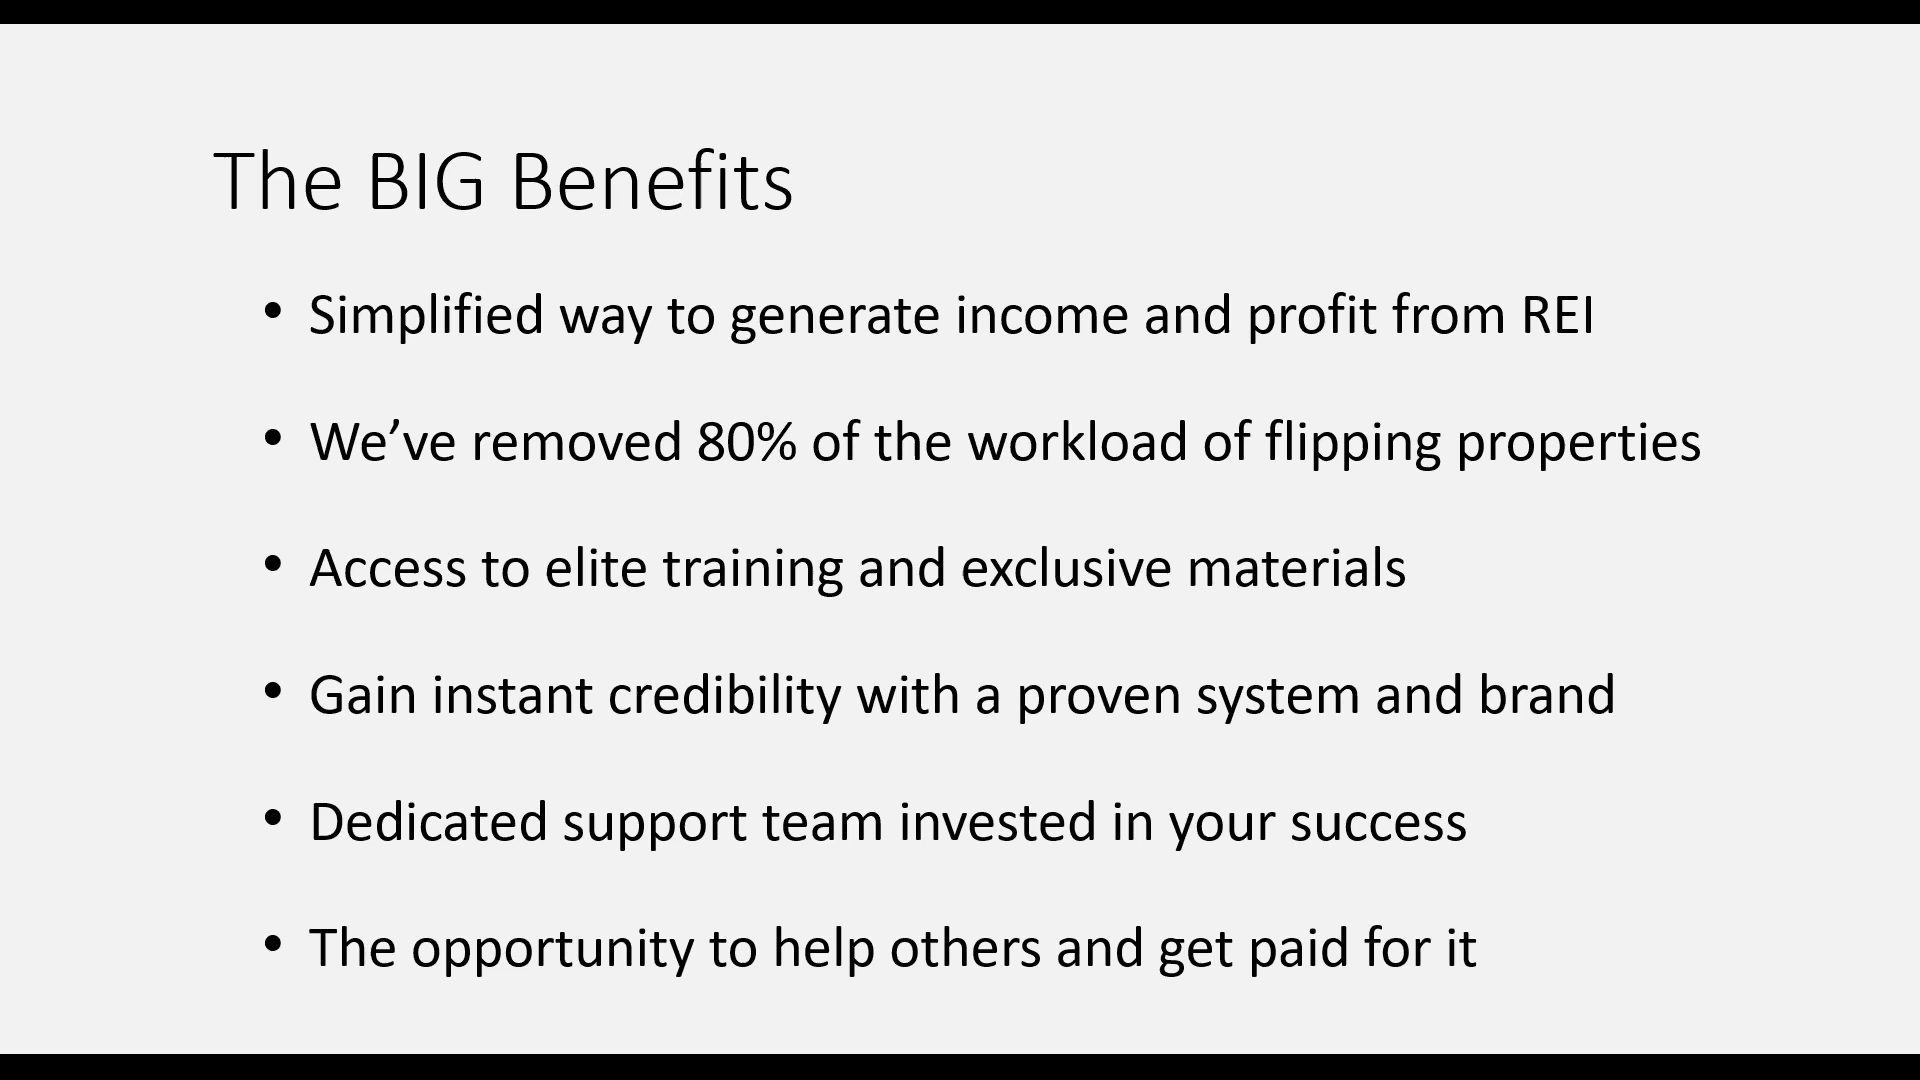 The BIG Benefits
• Simplified way to generate income and profit from REI
• We’ve removed 80% of the workload of flipping properties
• Access to elite training and exclusive materials
• Gain instant credibility with a proven system and brand
• Dedicated support team invested in your success
• The opportunity to help others and get paid for it